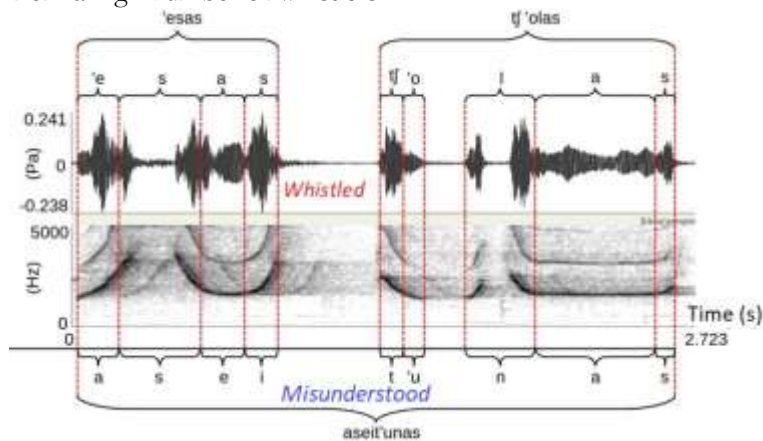 'esas tʃ 'olas
'e s a s tʃ 'o l a s
0.241
(Pa)
0
-0.238
Whistled
5000
(Hz)
0
Time (s)
0 2.723
a s e i t 'u n a s
Misunderstood
aseit'unas